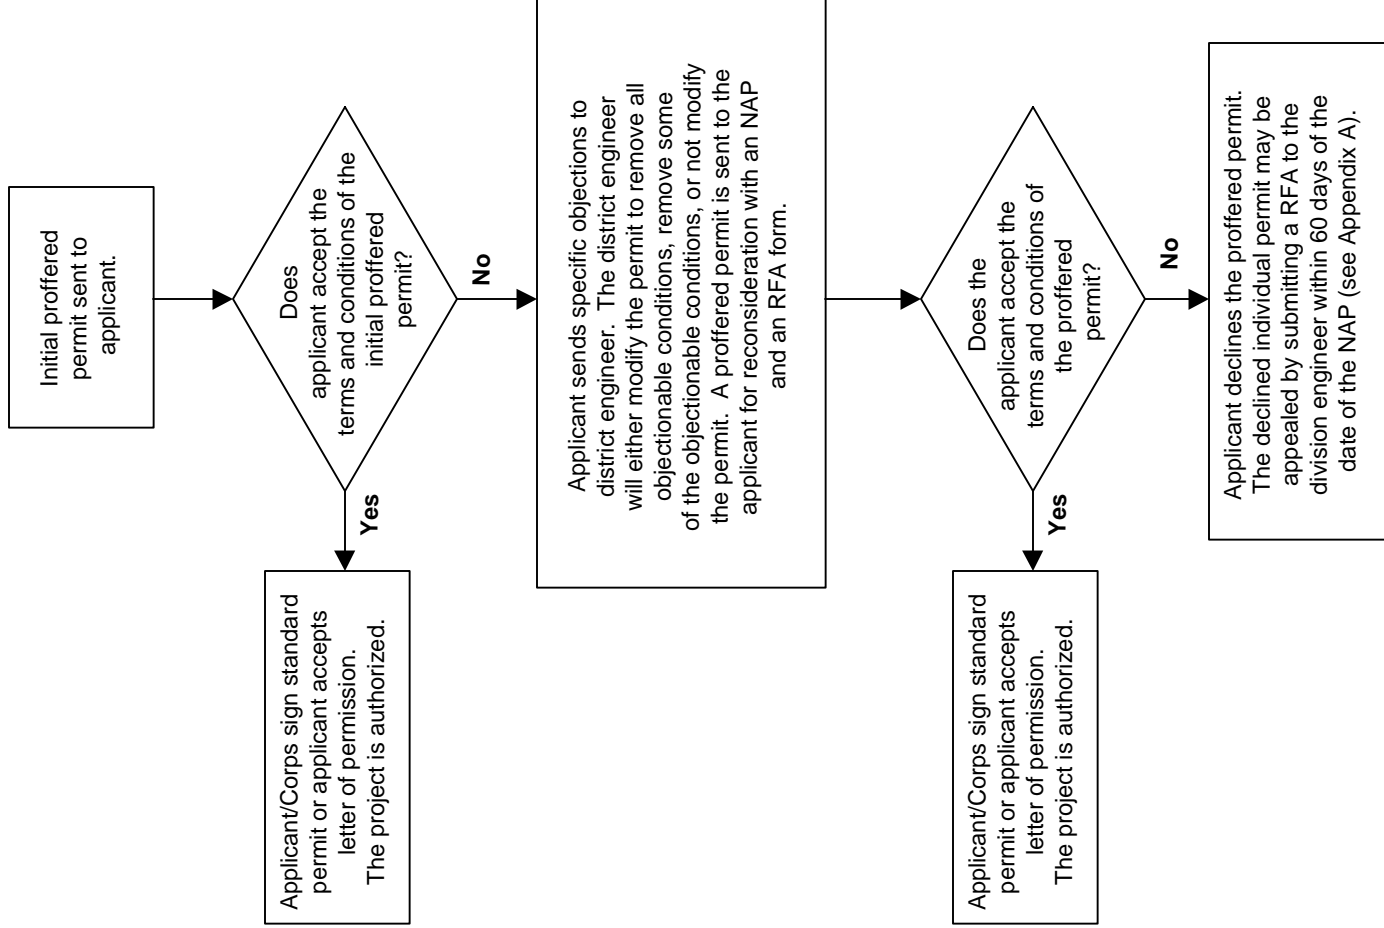 Initial proffered
permit sent to
applicant.
Does
applicant accept the
terms and conditions of the
initial proffered
permit?
Yes
Applicant/Corps sign standard
permit or applicant accepts
letter of permission.
The project is authorized.
No
Applicant sends specific objections to
district engineer.  The district engineer
will either modify the permit to remove all
objectionable conditions, remove some
of the objectionable conditions, or not modify
the permit.  A proffered permit is sent to the
applicant for reconsideration with an NAP
and an RFA form.
Does the
applicant accept the
terms and conditions of
the proffered
permit?
Yes
Applicant/Corps sign standard
permit or applicant accepts
letter of permission.
The project is authorized.
No
Applicant declines the proffered permit.
The declined individual permit may be
appealed by submitting a RFA to the
division engineer within 60 days of the
date of the NAP (see Appendix A).